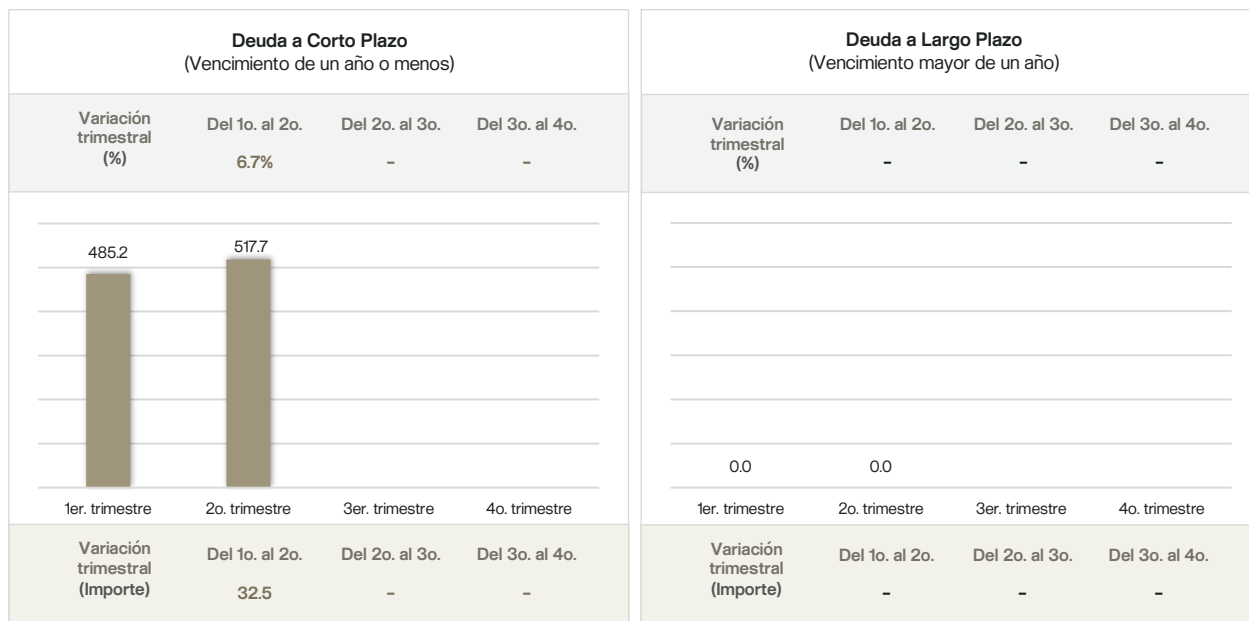 Deuda a Corto Plazo
(Vencimiento de un año o menos)
Variación
trimestral
(%)
Del 1o. al 2o.
6.7%
Del 2o. al 3o.
-
Del 3o. al 4o.
-
485.2
517.7
1er. trimestre
2o. trimestre
3er. trimestre
4o. trimestre
Variación
trimestral
(Importe)
Del 1o. al 2o.
32.5
Del 2o. al 3o.
-
Del 3o. al 4o.
-
Deuda a Largo Plazo
(Vencimiento mayor de un año)
Variación
trimestral
(%)
Del 1o. al 2o.
-
Del 2o. al 3o.
-
Del 3o. al 4o.
-
0.0
0.0
1er. trimestre
2o. trimestre
3er. trimestre
4o. trimestre
Variación
trimestral
(Importe)
Del 1o. al 2o.
-
Del 2o. al 3o.
-
Del 3o. al 4o.
-